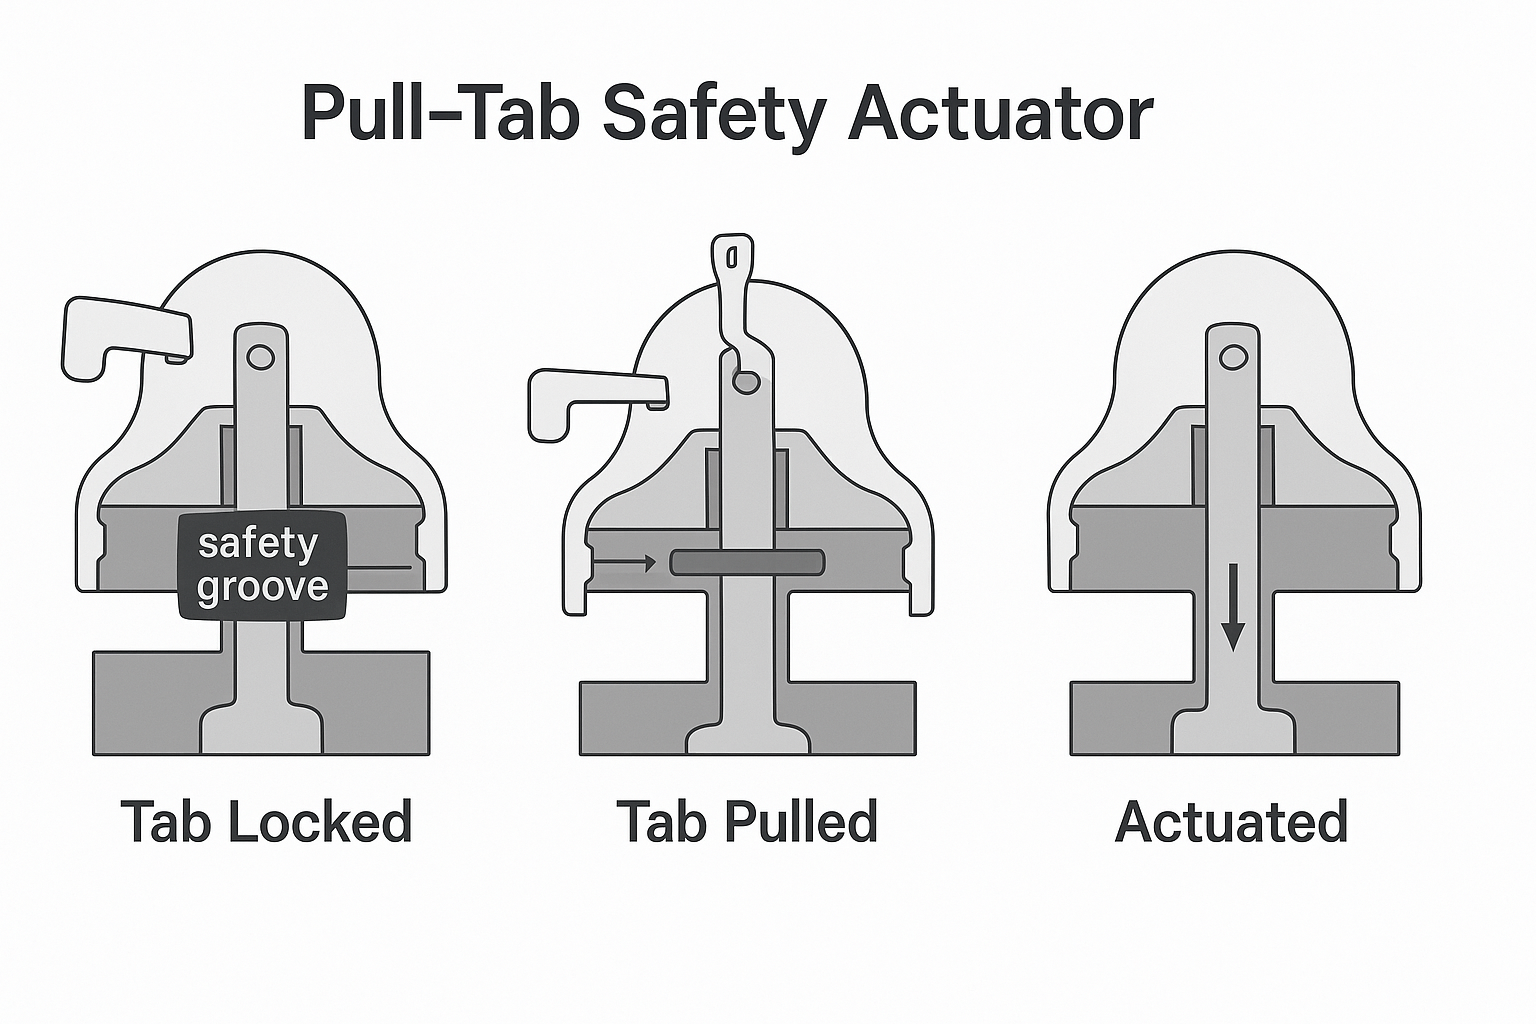 Pull-Tab Safety Actuator
safety
groove
Tab Locked
Tab Pulled
Actuated